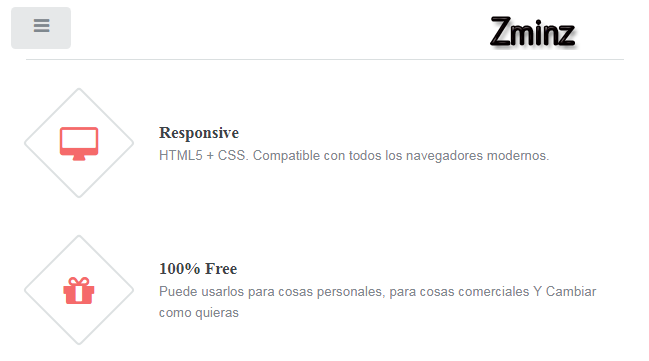 Zminz
Responsive
HTML5 + CSS. Compatible con todos los navegadores modernos.
100% Free
Puede usarlos para cosas personales, para cosas comerciales Y Cambiar
como quieras